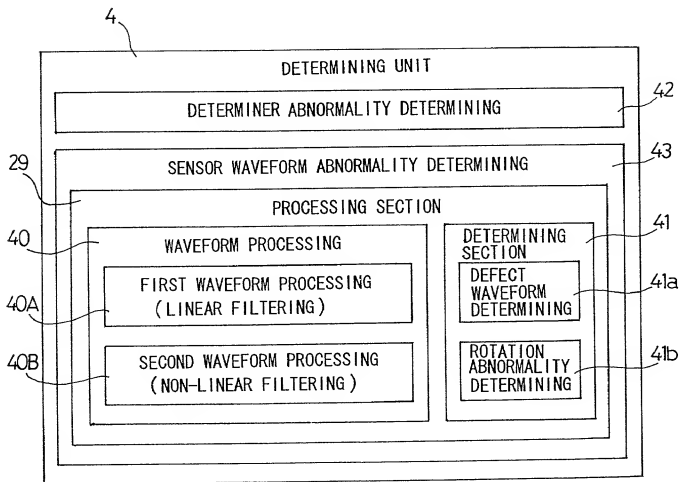 4
DETERMINING UNIT
DETERMINER ABNORMALITY DETERMINING
42
SENSOR WAVEFORM ABNORMALITY DETERMINING
43
29
PROCESSING SECTION
40
WAVEFORM PROCESSING
DETERMINING
SECTION
41
FIRST WAVEFORM PROCESSING
(LINEAR FILTERING)
40A
DEFECT
WAVEFORM
DETERMINING
41a
SECOND WAVEFORM PROCESSING
(NON-LINEAR FILTERING)
40B
ROTATION
ABNORMALITY
DETERMINING
41b